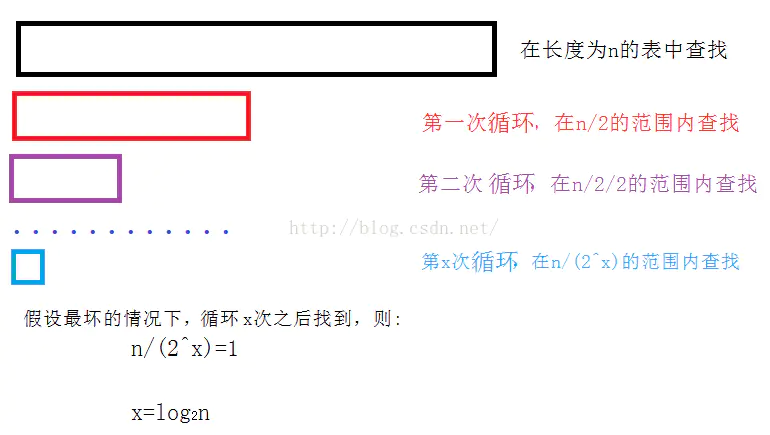 在长度为n的表中查找
第一次循环，在n/2的范围内查找
第二次循环，在n/2/2的范围内查找
http://blog.csdn.net/
第x次循环，在n/(2^x)的范围内查找
假设最坏的情况下，循环x次之后找到，则:
n/(2^x)=1
x=log₂n